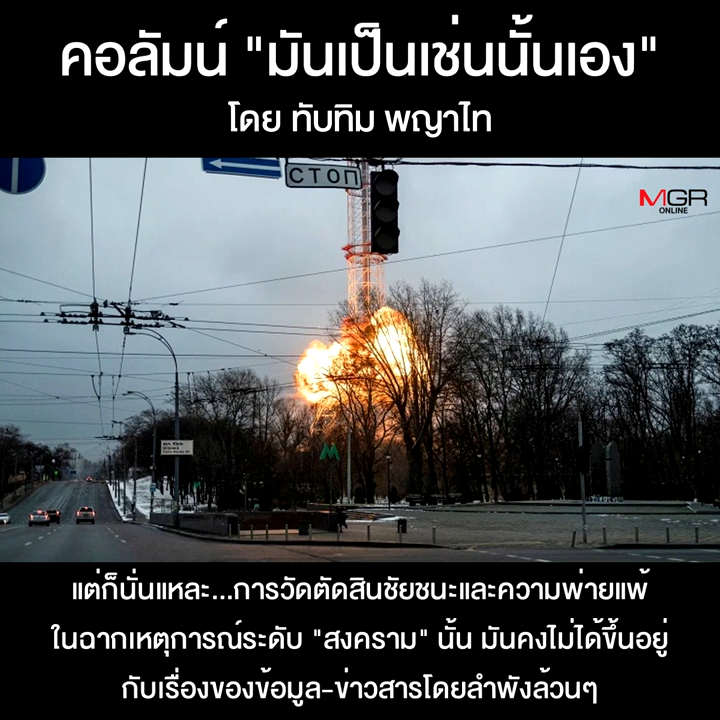 คอลัมน์ "มันเป็นเช่นนั้นเอง"
โดย ทับทิม พญาไท
СТОП
MGR
ONLINE
แต่ก็นั่นแหละ...การวัดตัดสินชัยชนะและความพ่ายแพ้
ในฉากเหตุการณ์ระดับ "สงคราม" นั้น มันคงไม่ได้ขึ้นอยู่
กับเรื่องของข้อมูล-ข่าวสารโดยลำพังล้วนๆ